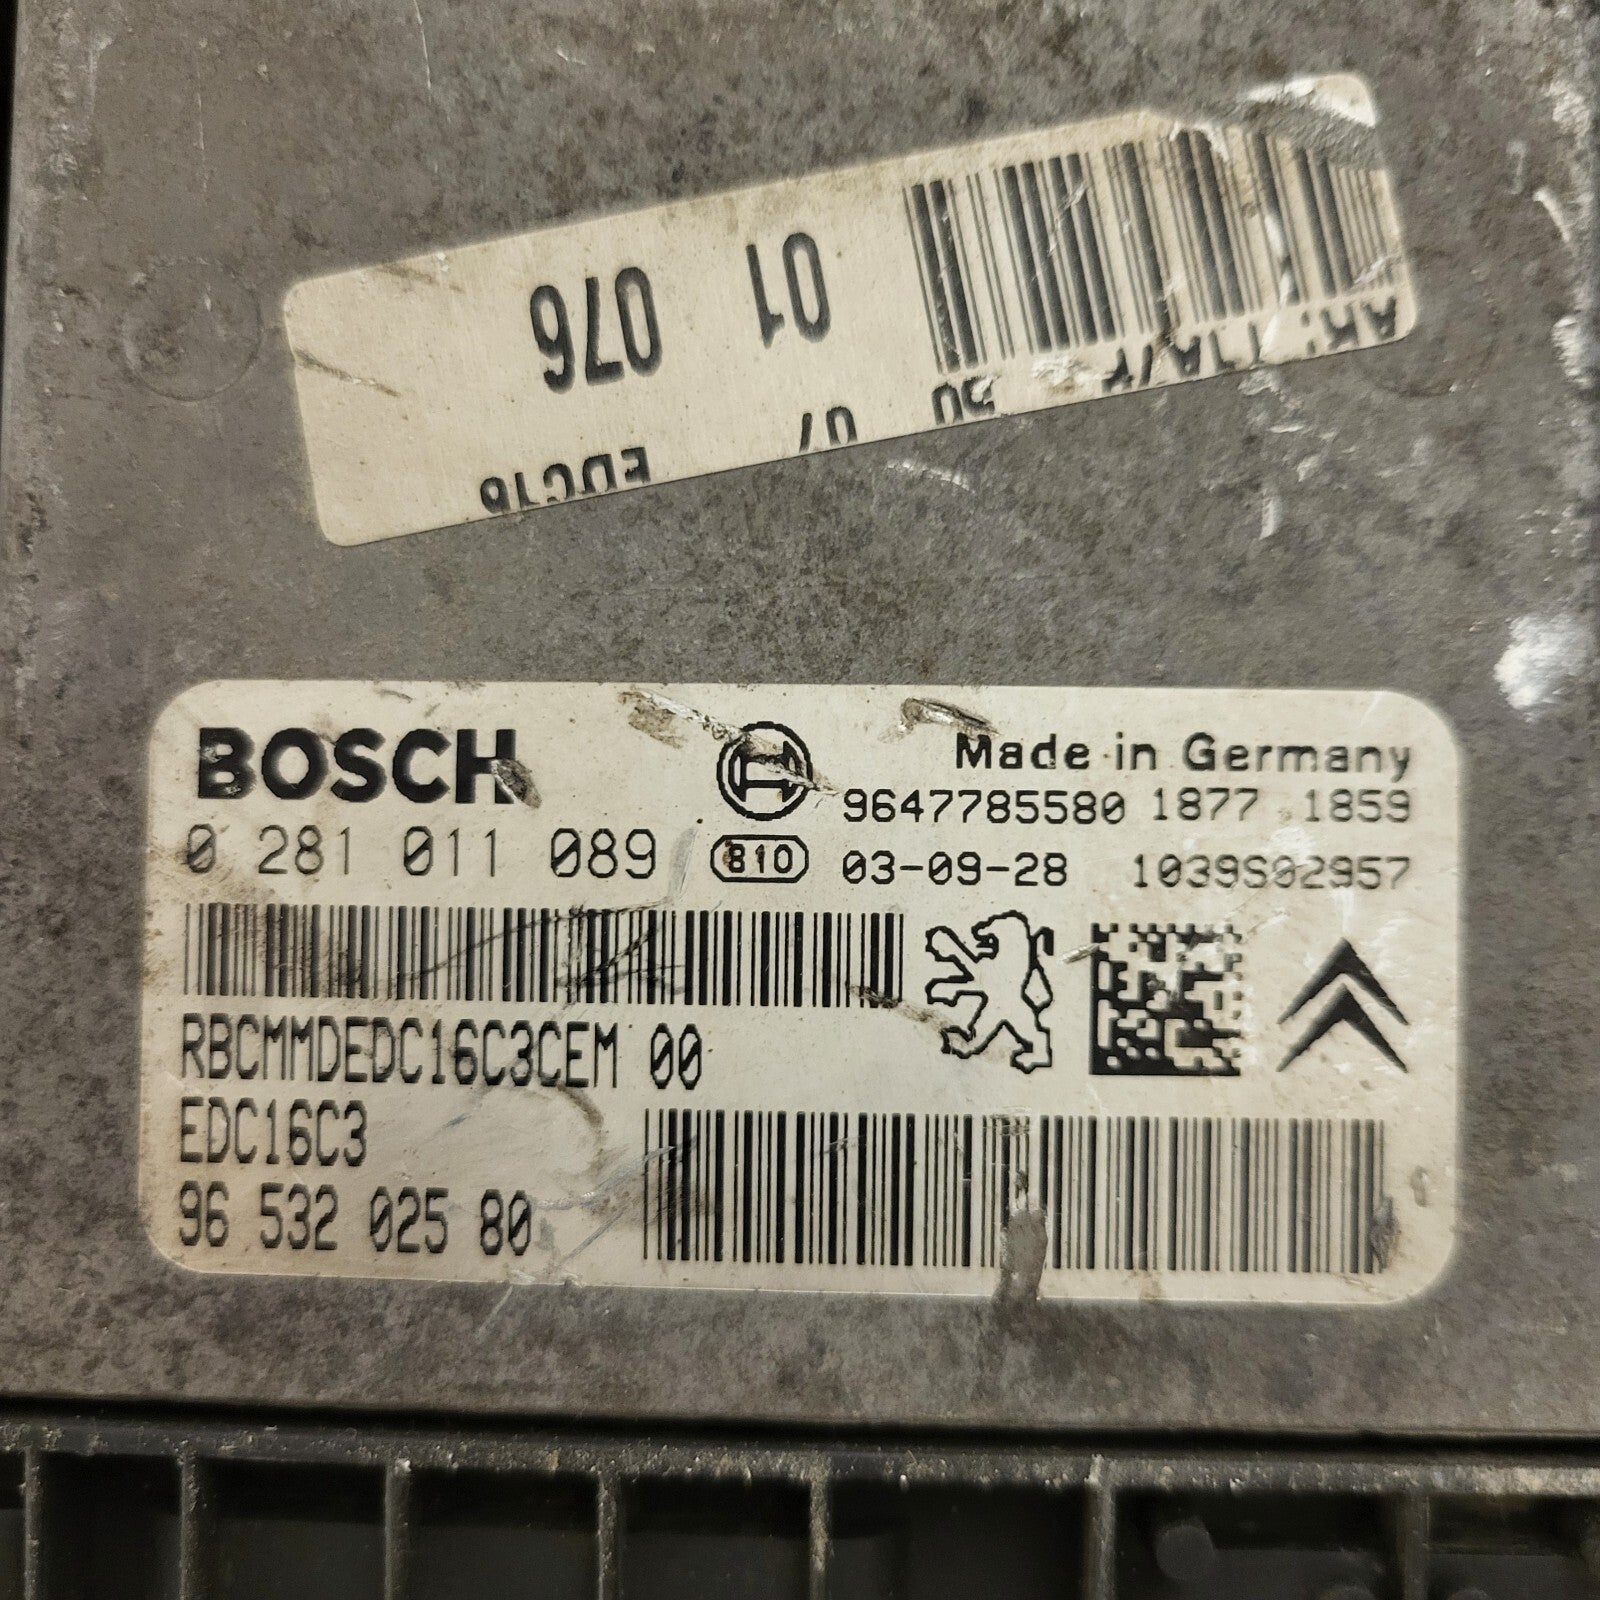 01 076
EDC16
BOSCH
Made in Germany
9647785580 1877 1859
0 281 011 089
810
03-09-28 1039S02957
RBCMMDEDC16C3CEM 00
EDC16C3
96 532 025 80